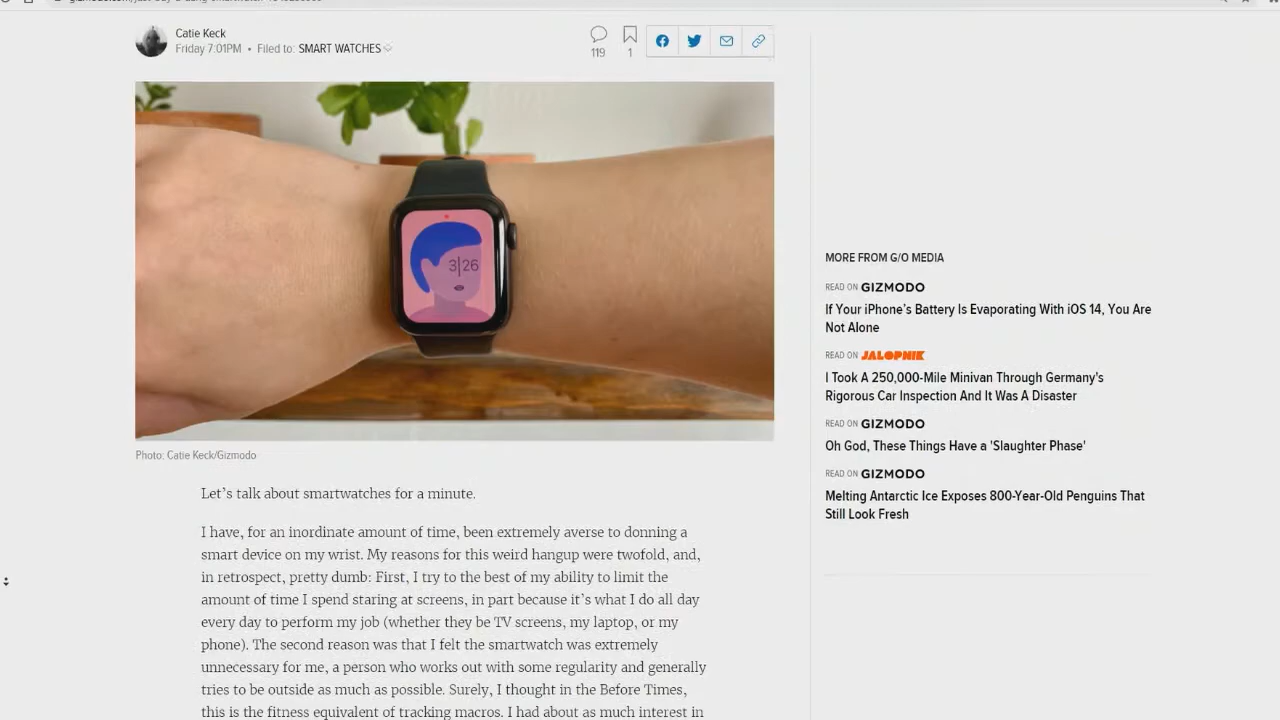 Catie Keck
Friday 7:01PM • Filed to: SMART WATCHES
119
1
3|26
Photo: Catie Keck/Gizmodo
Let's talk about smartwatches for a minute.
I have, for an inordinate amount of time, been extremely averse to donning a
smart device on my wrist. My reasons for this weird hangup were twofold, and,
in retrospect, pretty dumb: First, I try to the best of my ability to limit the
amount of time I spend staring at screens, in part because it's what I do all day
every day to perform my job (whether they be TV screens, my laptop, or my
phone). The second reason was that I felt the smartwatch was extremely
unnecessary for me, a person who works out with some regularity and generally
tries to be outside as much as possible. Surely, I thought in the Before Times,
this is the fitness equivalent of tracking macros. I had about as much interest in
MORE FROM G/O MEDIA
READ ON GIZMODO
If Your iPhone's Battery Is Evaporating With iOS 14, You Are
Not Alone
READ ON JALOPNIK
I Took A 250,000-Mile Minivan Through Germany's
Rigorous Car Inspection And It Was A Disaster
READ ON GIZMODO
Oh God, These Things Have a 'Slaughter Phase'
READ ON GIZMODO
Melting Antarctic Ice Exposes 800-Year-Old Penguins That
Still Look Fresh